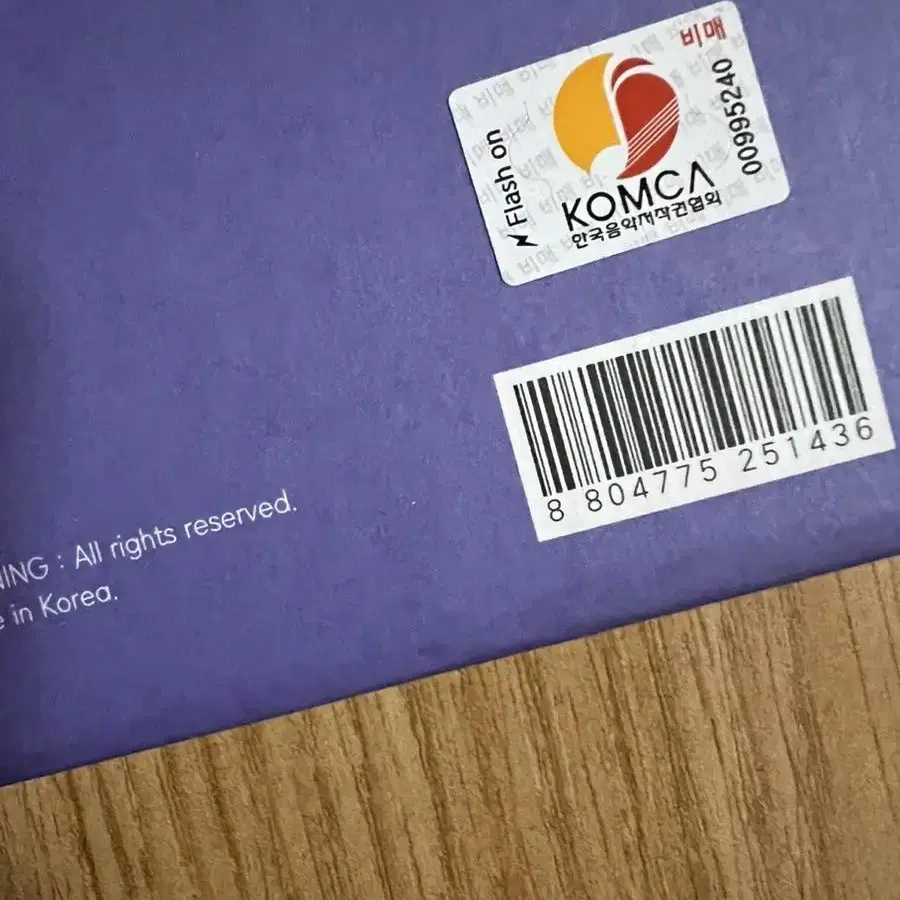 비매
Flash on
00995240
KOMCA
한국음악저작권협회
8 804775 251436
NING : All rights reserved.
e in Korea.